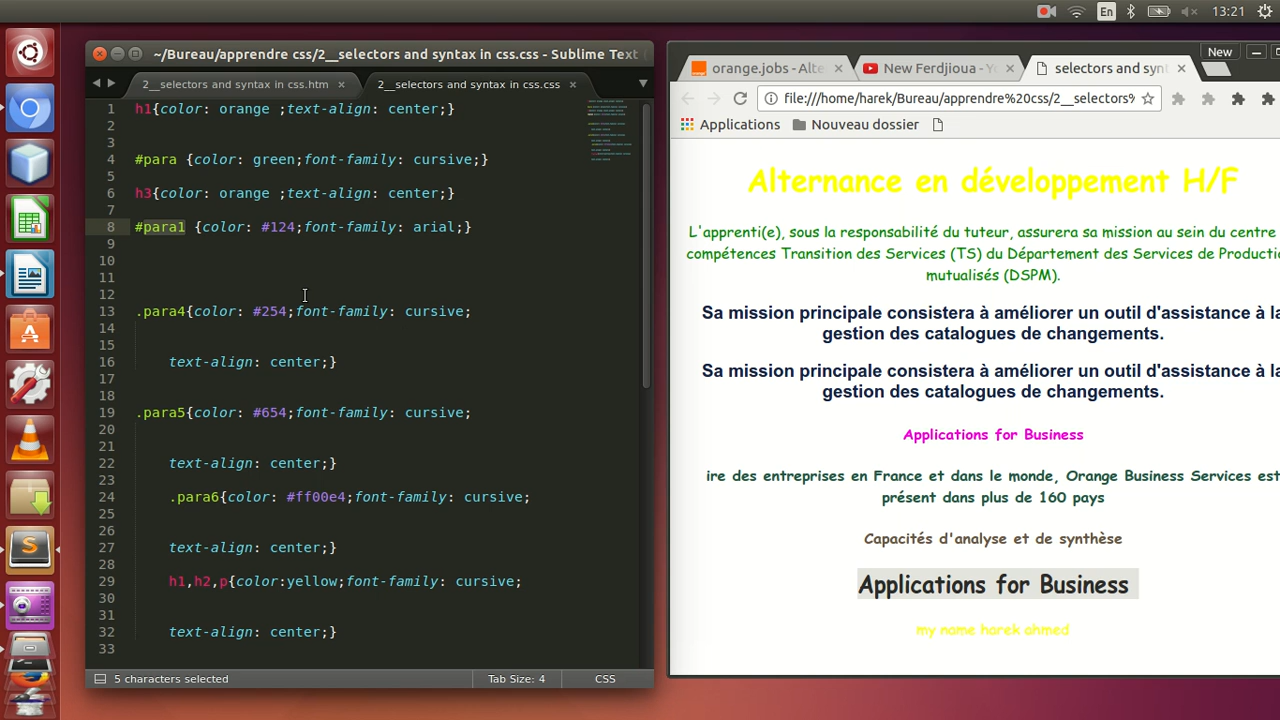 En
13:21
~/Bureau/apprendre css/2__selectors and syntax in css.css - Sublime Text
2__selectors and syntax in css.htm
2__selectors and syntax in css.css
1 h1{color: orange ;text-align: center;}
2
3
4 #para {color: green;font-family: cursive;}
5
6 h3{color: orange ;text-align: center;}
7
8 #para1 {color: #124;font-family: arial;}
9
10
11
12
13 .para4{color: #254;font-family: cursive;
14
15
16 text-align: center;}
17
18
19 .para5{color: #654;font-family: cursive;
20
21
22 text-align: center;}
23
24 .para6{color: #ff00e4;font-family: cursive;
25
26
27 text-align: center;}
28
29 h1,h2,p{color:yellow;font-family: cursive;
30
31
32 text-align: center;}
33
5 characters selected
Tab Size: 4
CSS
New
orange.jobs - Alte
New Ferdjioua - Yo
selectors and synt
file:///home/harek/Bureau/apprendre%20css/2__selectors%
Applications
Nouveau dossier
Alternance en développement H/F
L'apprenti(e), sous la responsabilité du tuteur, assurera sa mission au sein du centre
compétences Transition des Services (TS) du Département des Services de Producti
mutualisés (DSPM).
Sa mission principale consistera à améliorer un outil d'assistance à la
gestion des catalogues de changements.
Sa mission principale consistera à améliorer un outil d'assistance à la
gestion des catalogues de changements.
Applications for Business
ire des entreprises en France et dans le monde, Orange Business Services est
présent dans plus de 160 pays
Capacités d'analyse et de synthèse
Applications for Business
my name harek ahmed